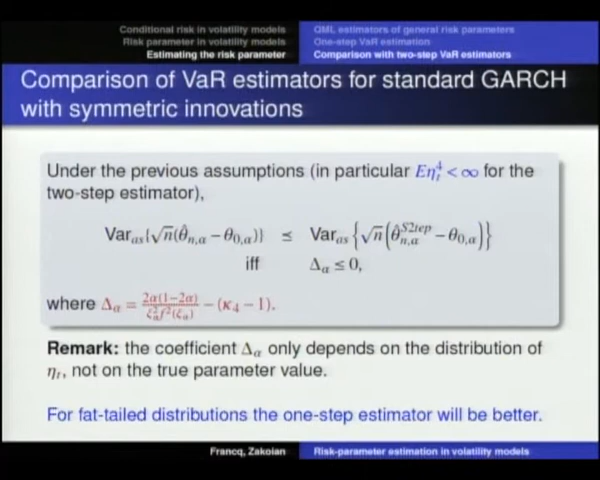 Conditional risk in volatility models
Risk parameter in volatility models
Estimating the risk parameter
QML estimators of general risk parameters
One-step VaR estimation
Comparison with two-step VaR estimators
Comparison of VaR estimators for standard GARCH
with symmetric innovations
Under the previous assumptions (in particular Eη_t^4 < ∞ for the
two-step estimator),
Var_as{√n(θ̂_{n,α} − θ_{0,α})} ≤ Var_as{√n(θ̂_{n,α}^{S2tep} − θ_{0,α})}
iff Δ_α ≤ 0,
where Δ_α = 2α(1−2α)/(ξ_α^2 f^2(ξ_α)) − (κ_4 − 1).
Remark: the coefficient Δ_α only depends on the distribution of
η_t, not on the true parameter value.
For fat-tailed distributions the one-step estimator will be better.
Francq, Zakoian
Risk-parameter estimation in volatility models